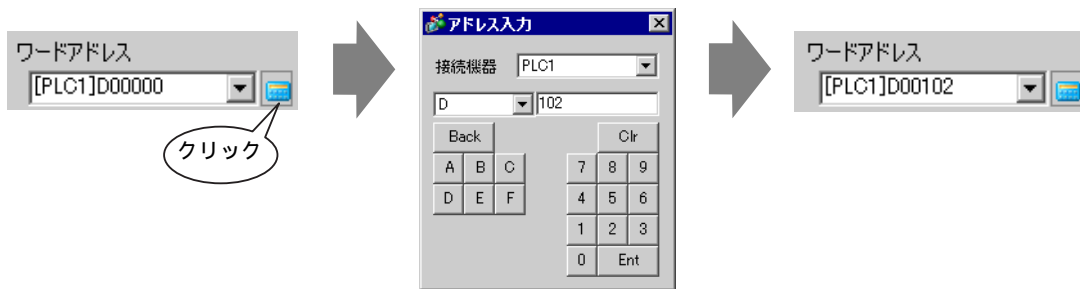 ワードアドレス
[PLC1]D00000
クリック
アドレス入力
接続機器 PLC1
D 102
Back Clr
A B C 7 8 9
D E F 4 5 6
1 2 3
0 Ent
ワードアドレス
[PLC1]D00102